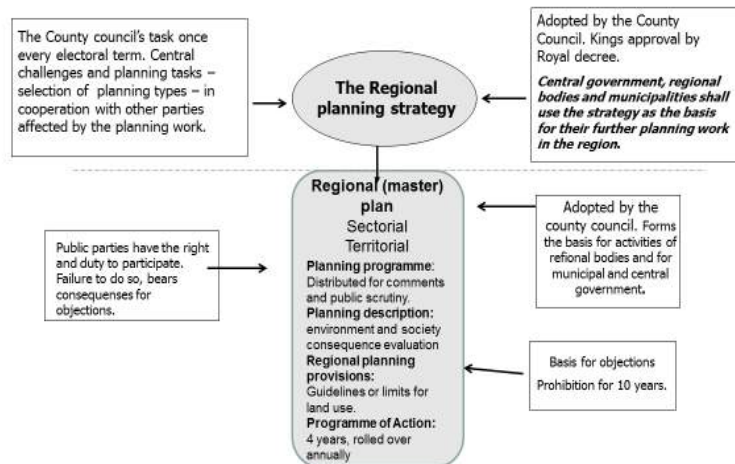 The County council's task once
every electoral term. Central
challenges and planning tasks –
selection of planning types – in
cooperation with other parties
affected by the planning work.
The Regional
planning strategy
Adopted by the County
Council. Kings approval by
Royal decree.
Central government, regional
bodies and municipalities shall
use the strategy as the basis
for their further planning work
in the region.
Regional (master)
plan
Sectorial
Territorial
Planning programme:
Distributed for comments
and public scrutiny.
Planning description:
environment and society
consequence evaluation
Regional planning
provisions:
Guidelines or limits for
land use.
Programme of Action:
4 years, rolled over
annually
Public parties have the right
and duty to participate.
Failure to do so, bears
consequenses for
objections.
Adopted by the
county council. Forms
the basis for activities of
refional bodies and for
municipal and central
government.
Basis for objections
Prohibition for 10 years.